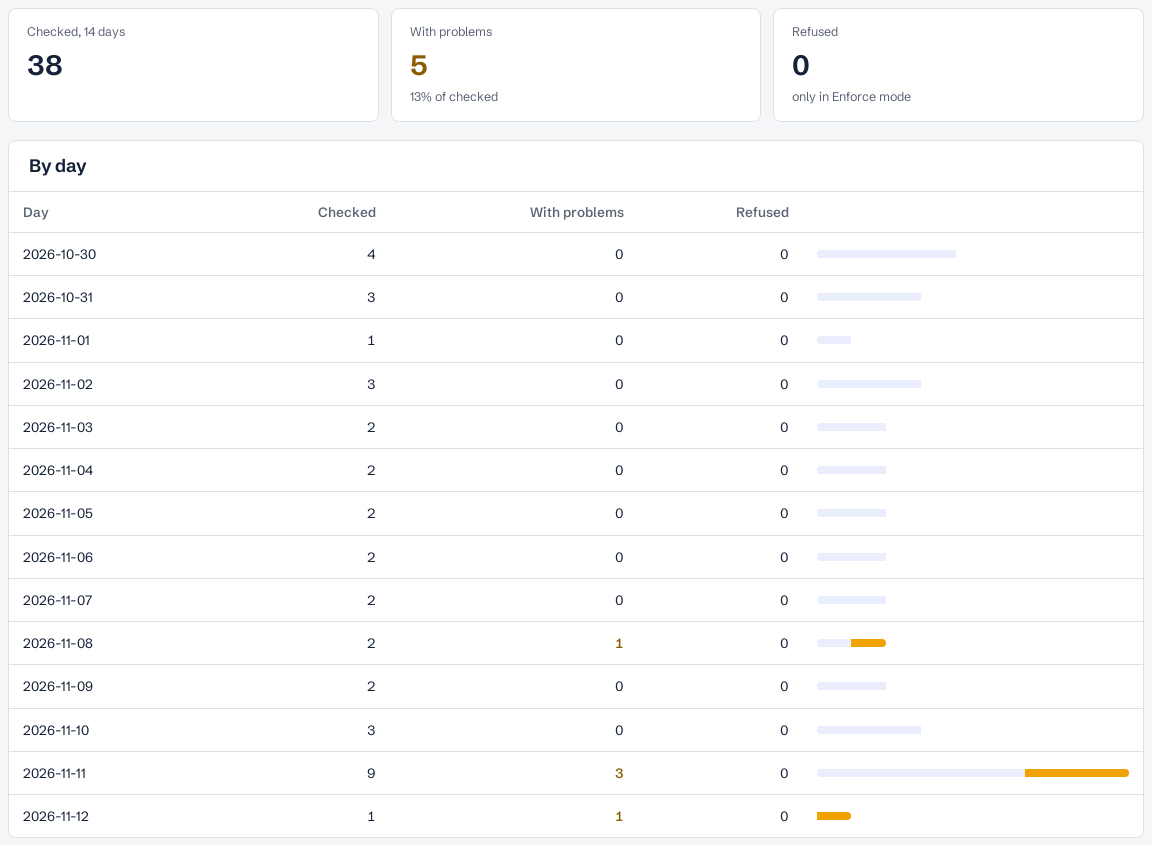 Checked, 14 days
38
With problems
5
13% of checked
Refused
0
only in Enforce mode
By day
Day Checked With problems Refused
2026-10-30 4 0 0
2026-10-31 3 0 0
2026-11-01 1 0 0
2026-11-02 3 0 0
2026-11-03 2 0 0
2026-11-04 2 0 0
2026-11-05 2 0 0
2026-11-06 2 0 0
2026-11-07 2 0 0
2026-11-08 2 1 0
2026-11-09 2 0 0
2026-11-10 3 0 0
2026-11-11 9 3 0
2026-11-12 1 1 0